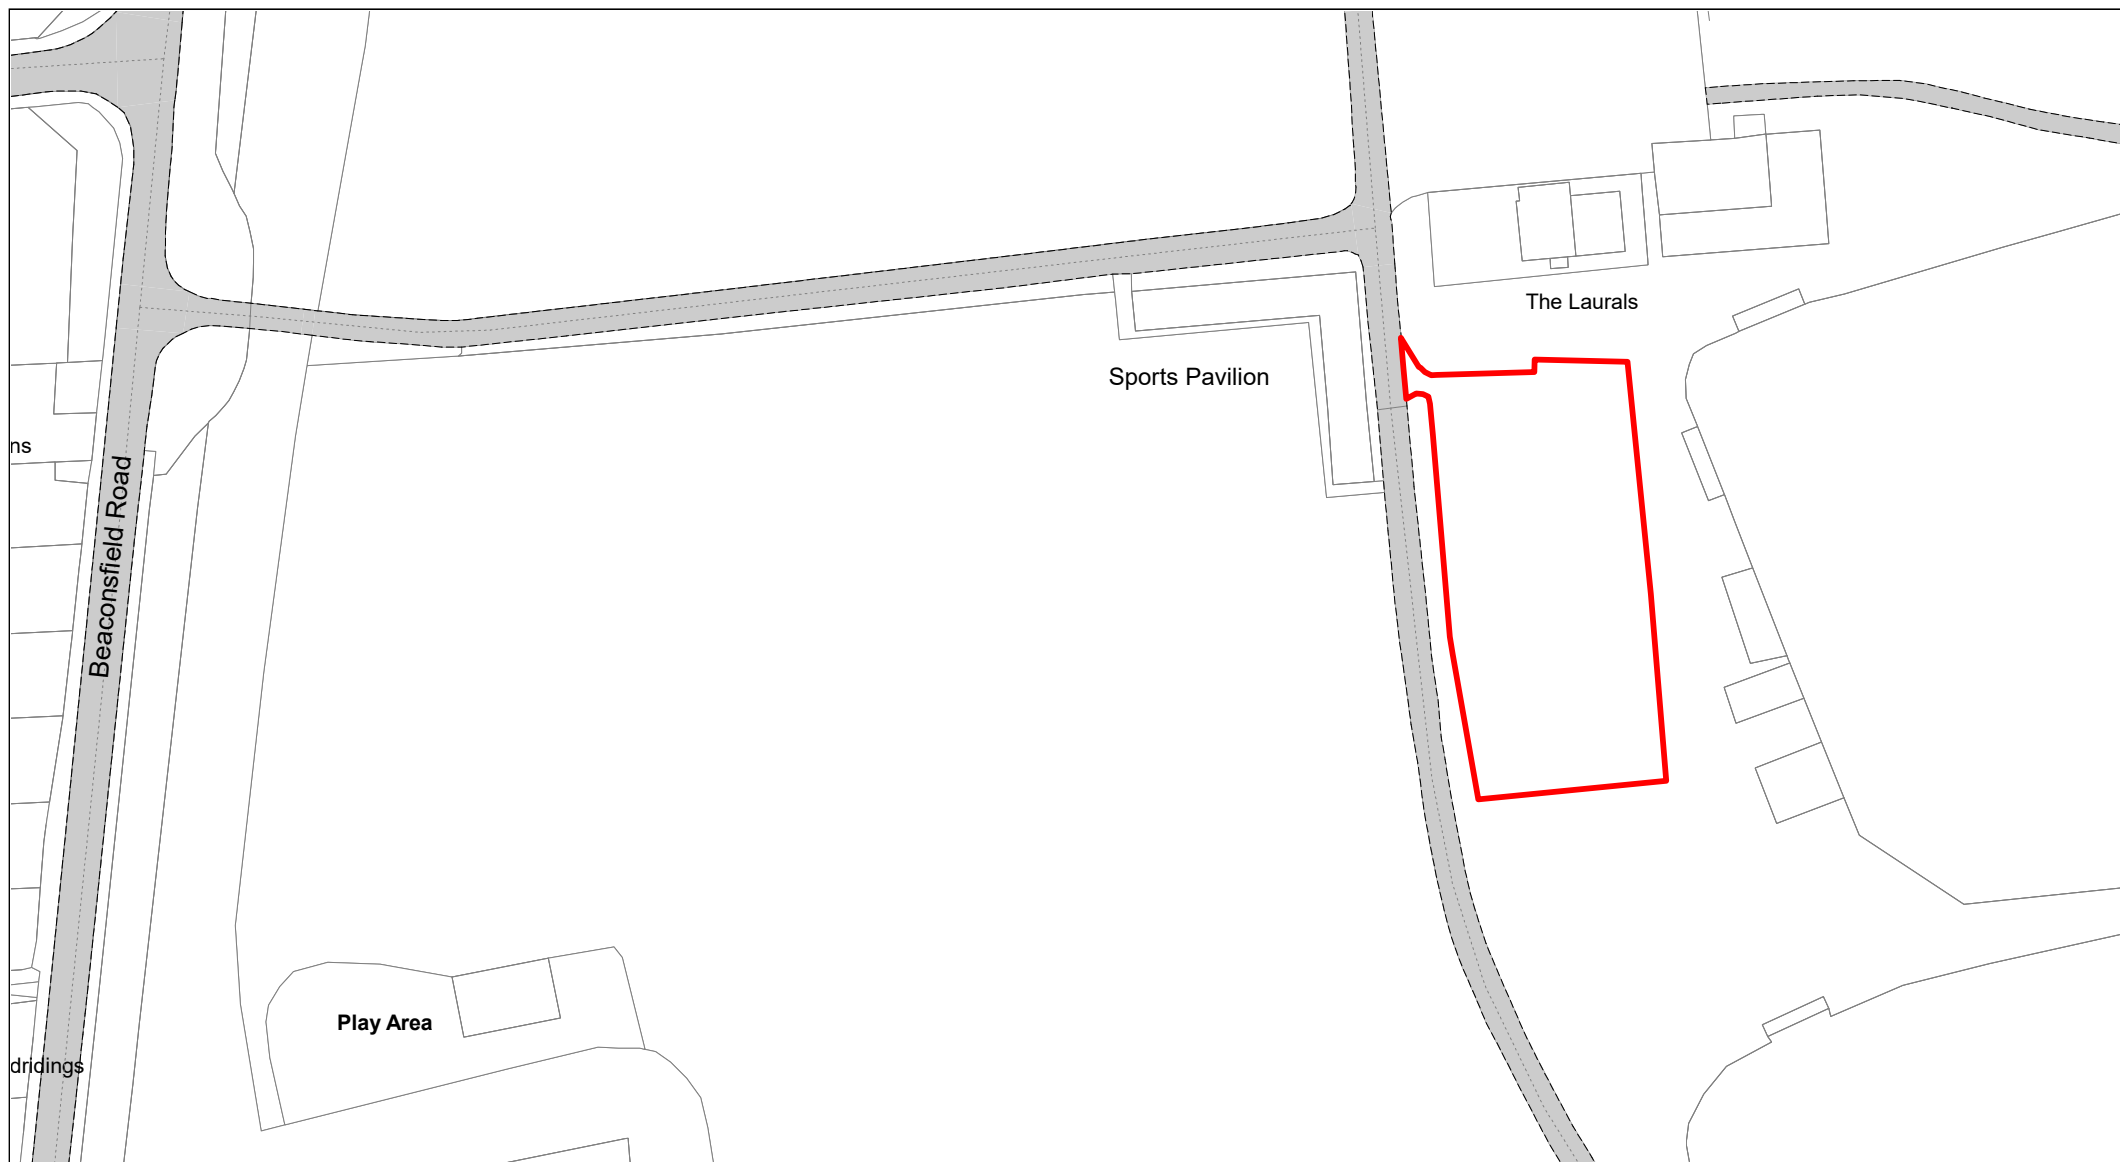 The Laurals
Sports Pavilion
ns
Beaconsfield Road
Play Area
dridings